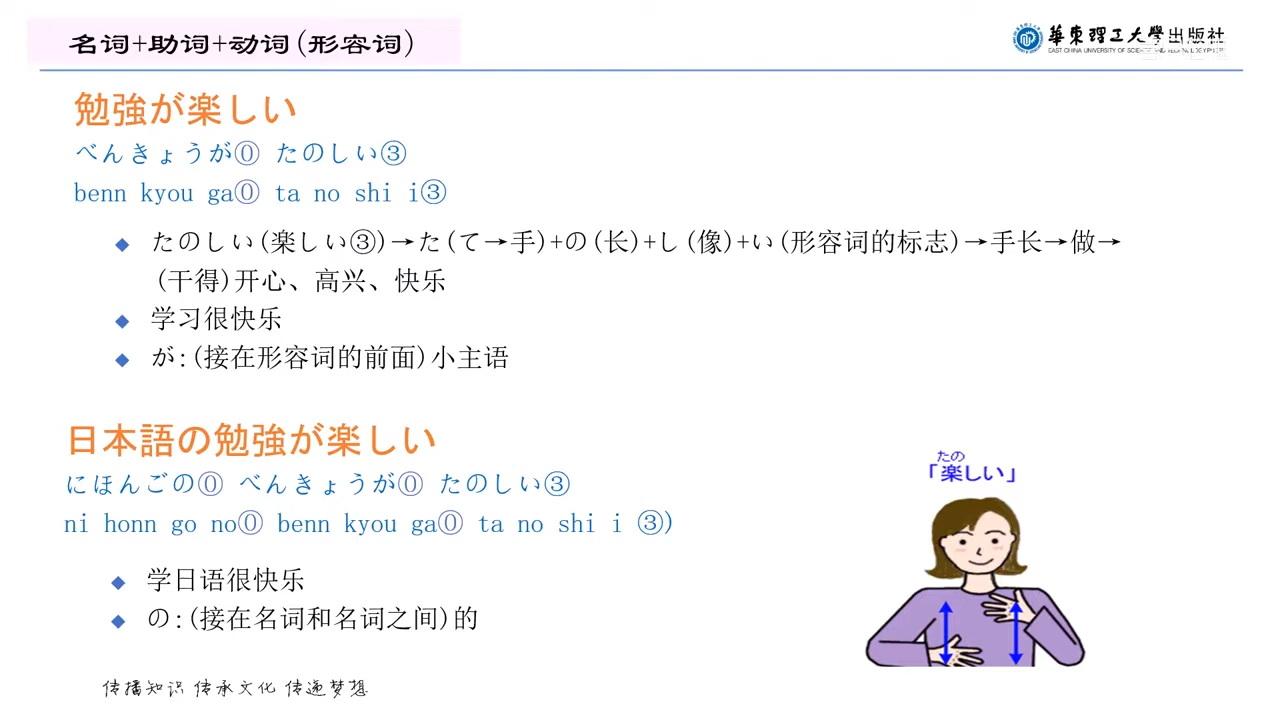 名词+助词+动词(形容词)
華東理工大學出版社
EAST CHINA UNIVERSITY OF SCIENCE AND TECHNOLOGY PRESS
勉強が楽しい
べんきょうが⓪ たのしい③
benn kyou ga⓪ ta no shi i③
◆ たのしい(楽しい③)→た(て→手)+の(长)+し(像)+い(形容词的标志)→手长→做→
(干得)开心、高兴、快乐
◆ 学习很快乐
◆ が:(接在形容词的前面)小主语
日本語の勉強が楽しい
にほんごの⓪ べんきょうが⓪ たのしい③
ni honn go no⓪ benn kyou ga⓪ ta no shi i ③)
◆ 学日语很快乐
◆ の:(接在名词和名词之间)的
たの
「楽しい」
传播知识 传承文化 传递梦想